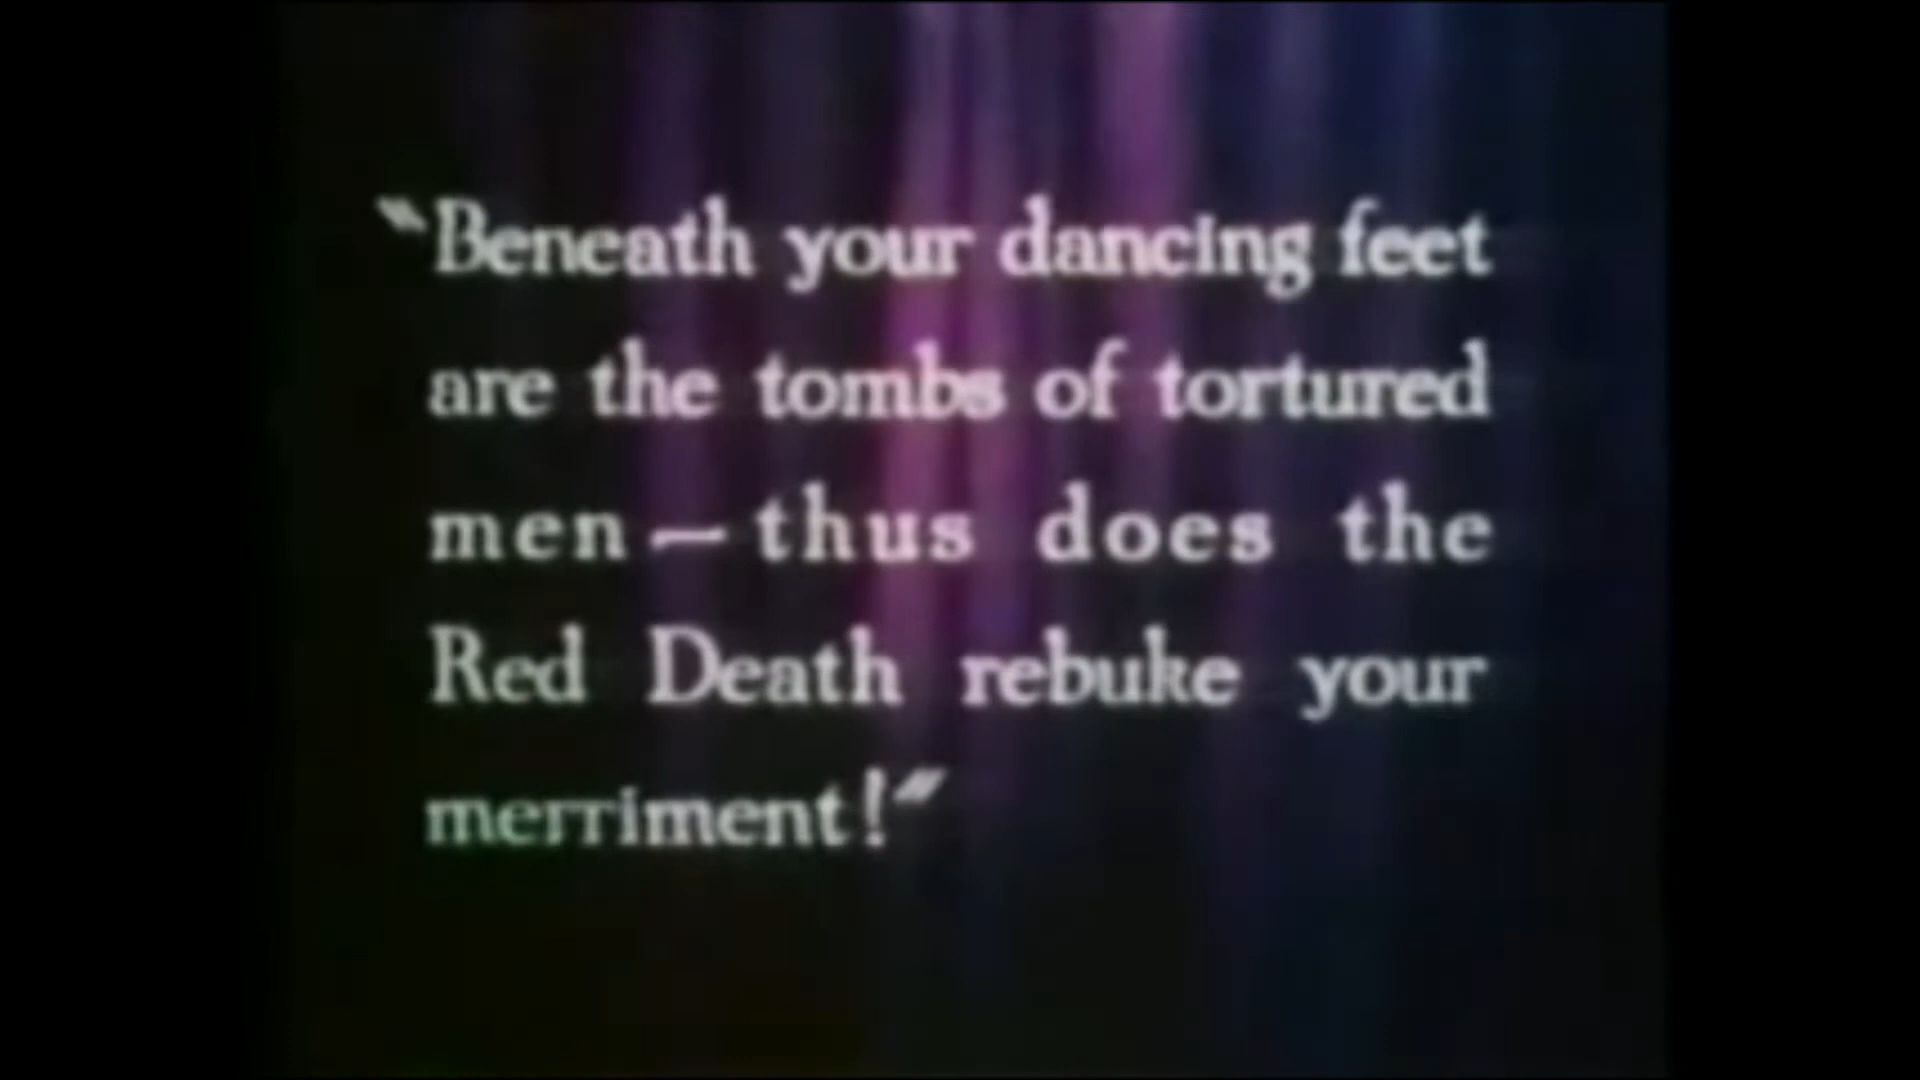 "Beneath your dancing feet
are the tombs of tortured
men — thus does the
Red Death rebuke your
merriment!"